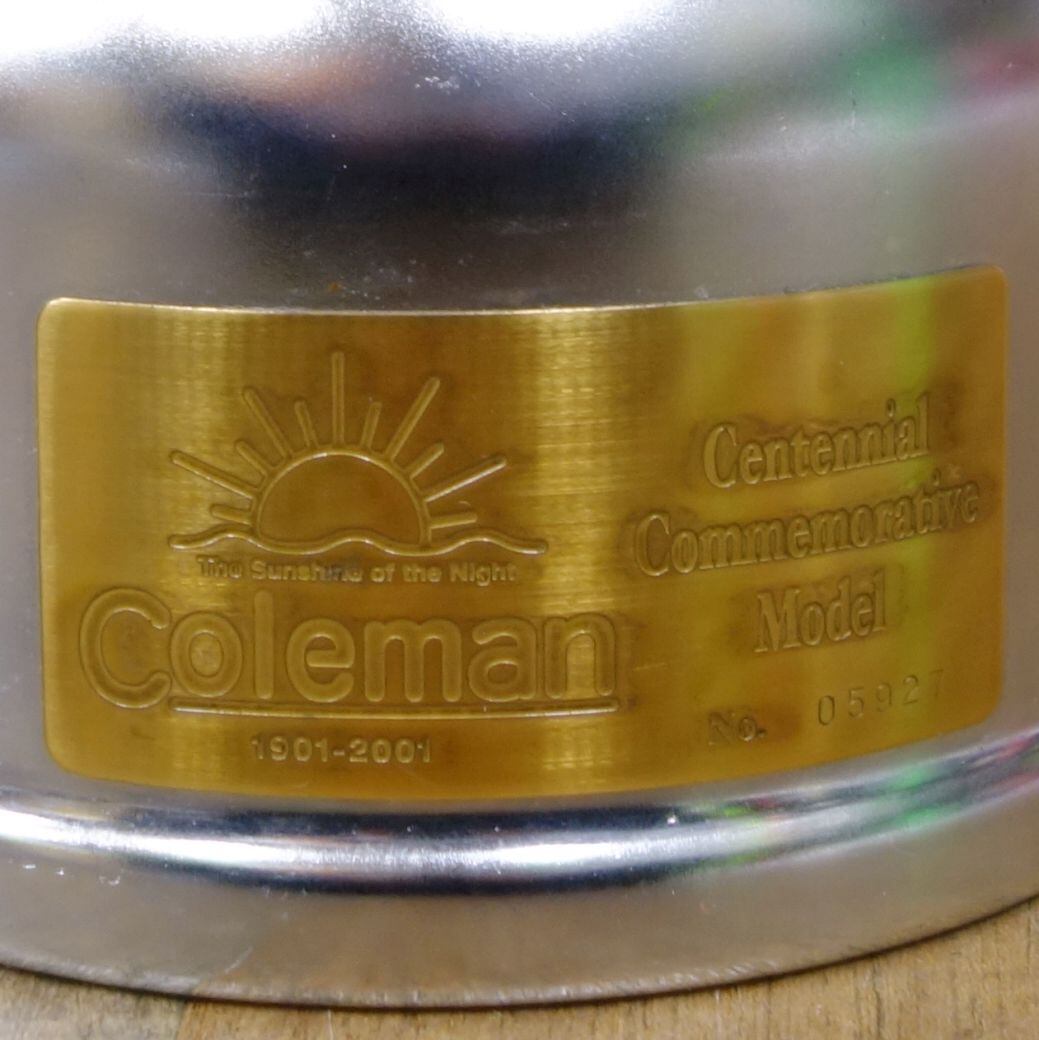 The Sunshine of the Night
Coleman
1901-2001
Centennial
Commemorative
Model
No. 05927